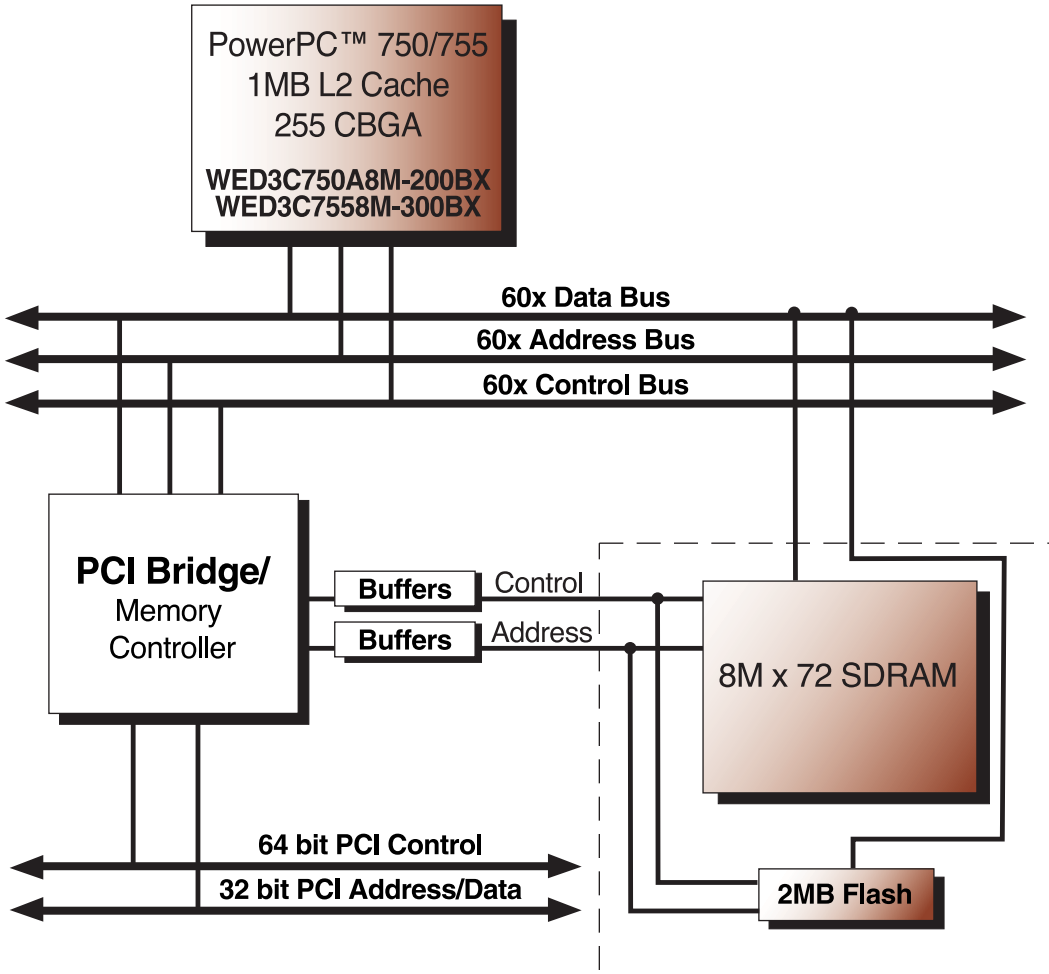 PowerPC™ 750/755
1MB L2 Cache
255 CBGA
WED3C750A8M-200BX
WED3C7558M-300BX
60x Data Bus
60x Address Bus
60x Control Bus
PCI Bridge/
Memory
Controller
Buffers
Control
Buffers
Address
8M x 72 SDRAM
64 bit PCI Control
32 bit PCI Address/Data
2MB Flash